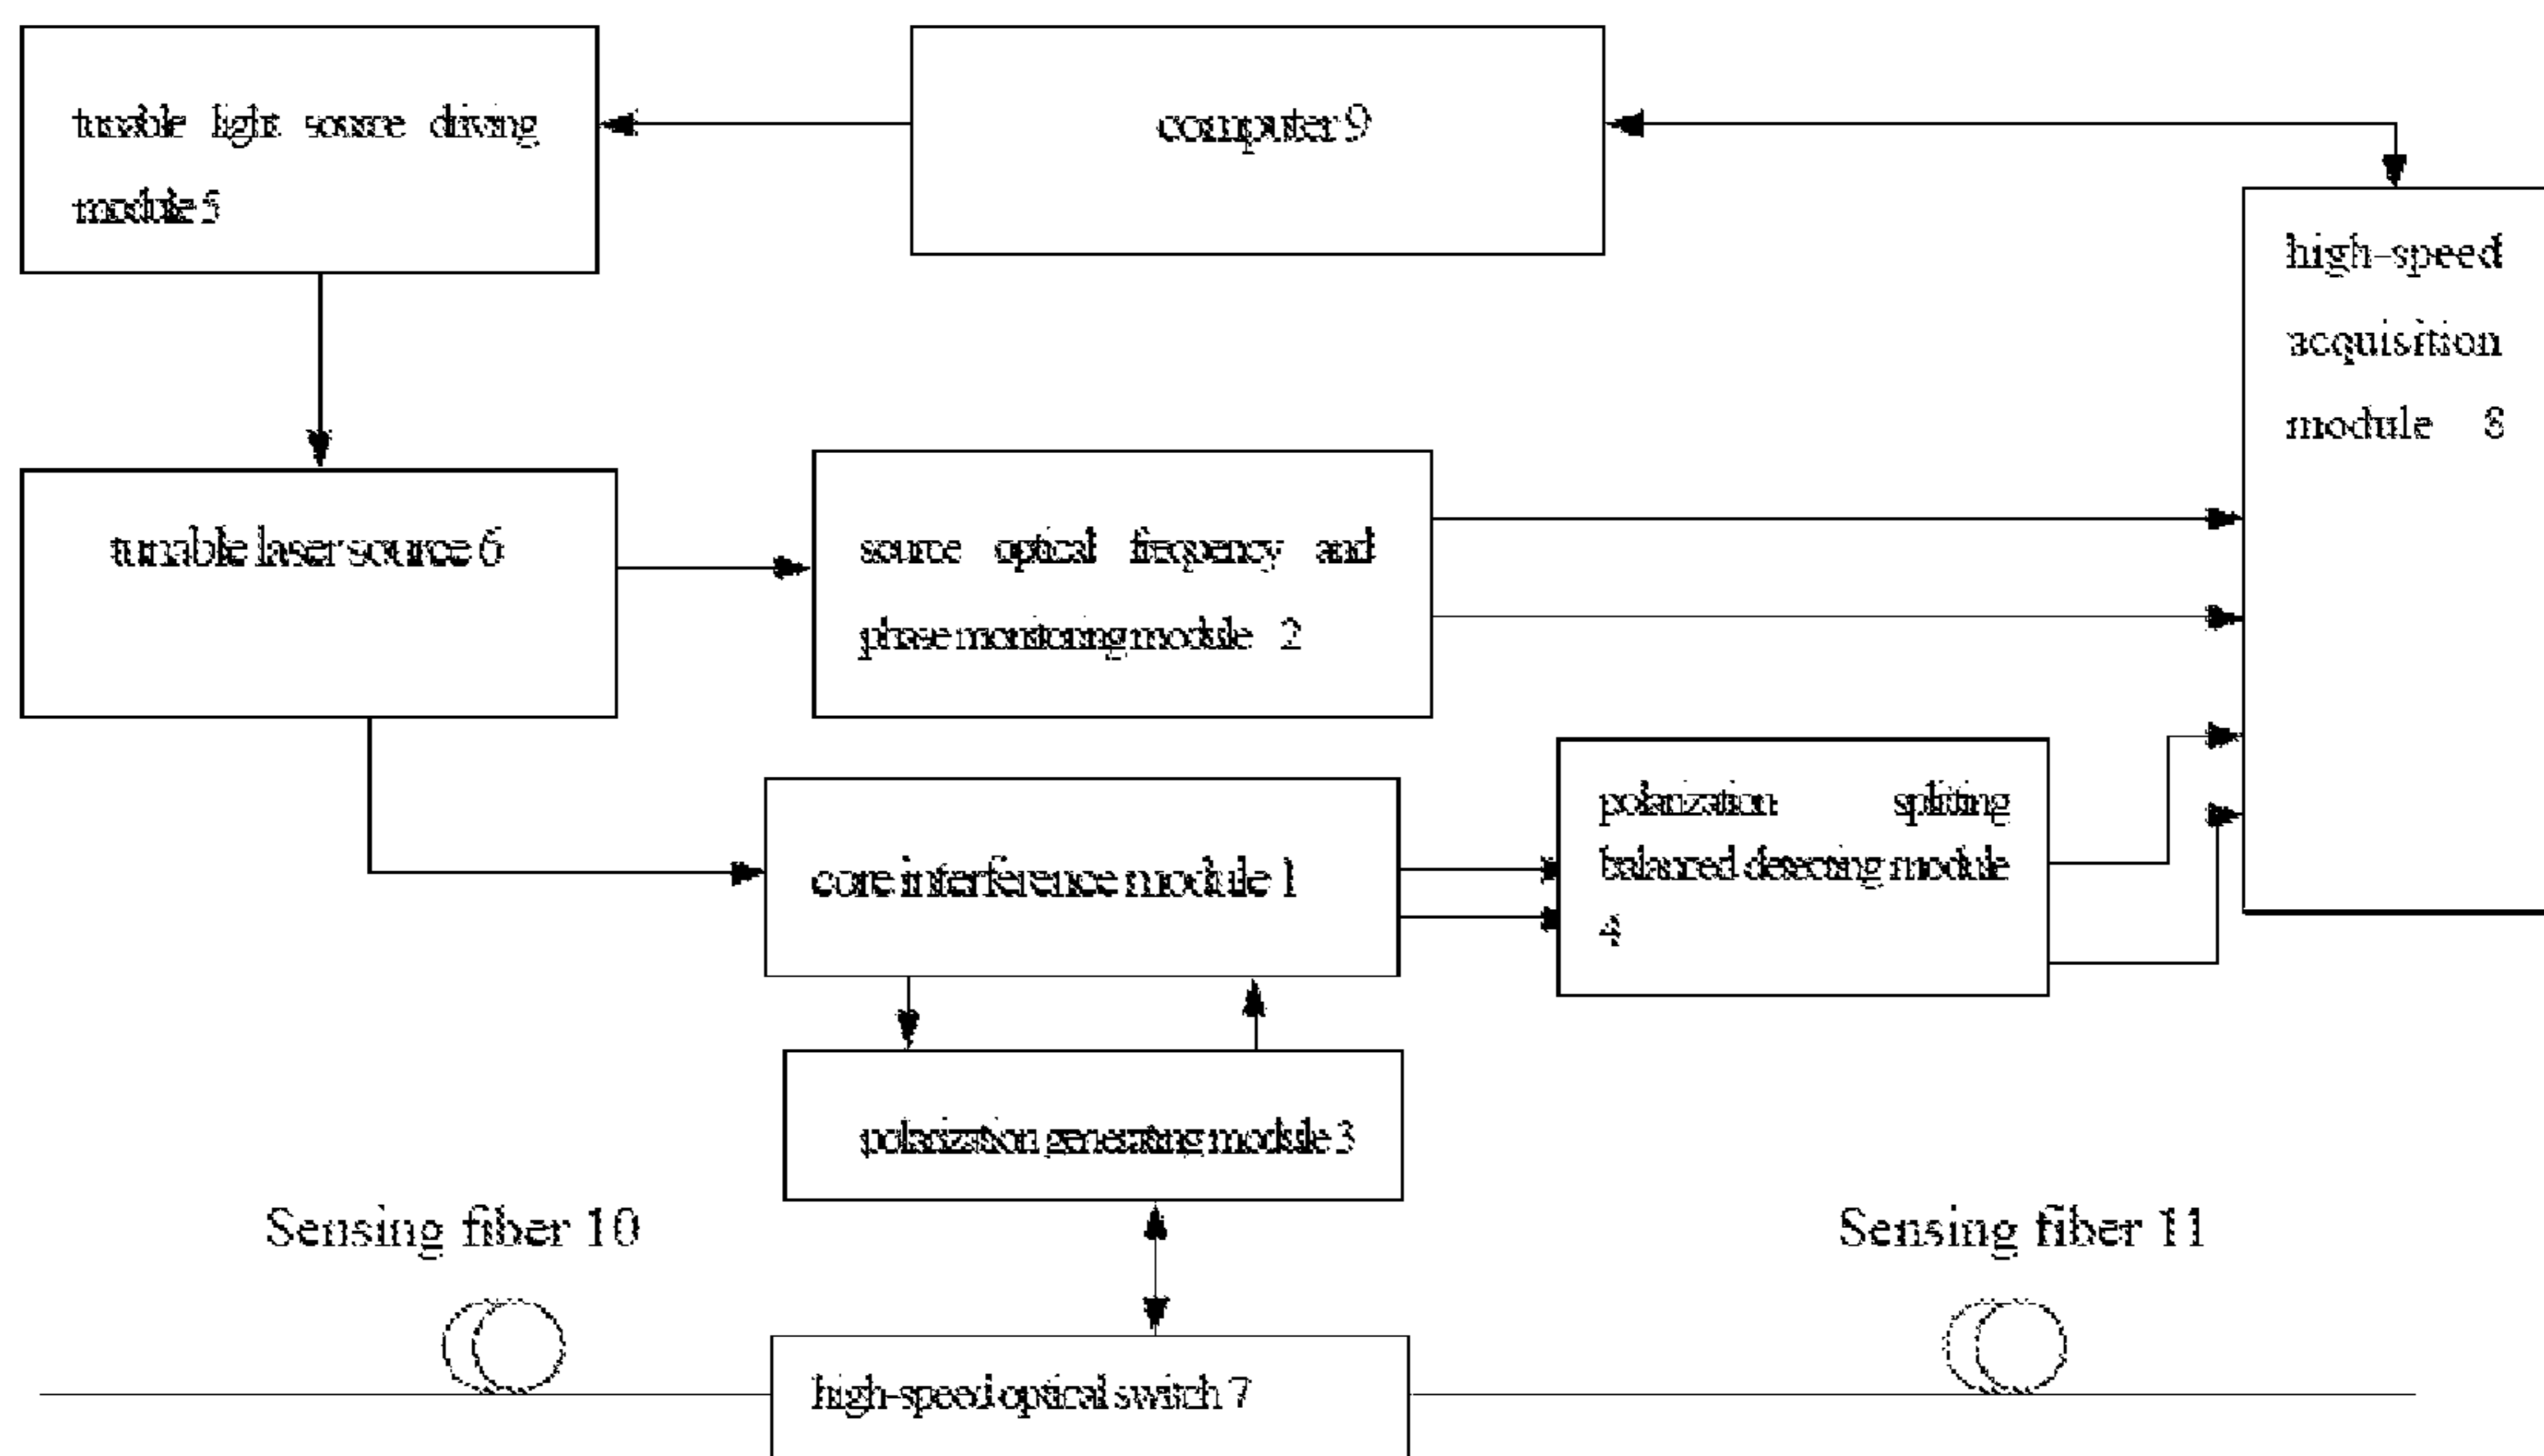 tunable light source driving
module 5
computer 9
high-speed
acquisition
module 8
tunable laser source 6
source optical frequency and
phase monitoring module 2
polarization spliting
balanced detecting module
4
core interference module 1
polarization generating module 3
Sensing fiber 10
Sensing fiber 11
high-speed optical switch 7